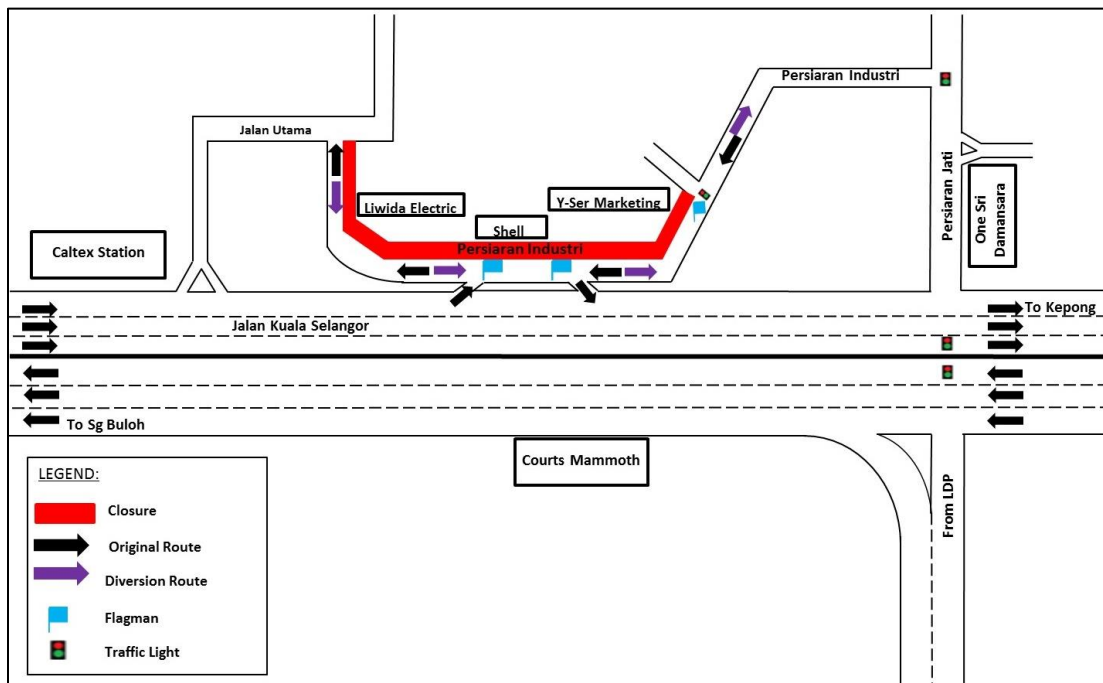 Persiaran Industri
Jalan Utama
Liwida Electric
Y-Ser Marketing
Shell
Persiaran Industri
Caltex Station
Persiaran Jati
One Sri
Damansara
To Kepong
Jalan Kuala Selangor
To Sg Buloh
Courts Mammoth
From LDP
LEGEND:
Closure
Original Route
Diversion Route
Flagman
Traffic Light